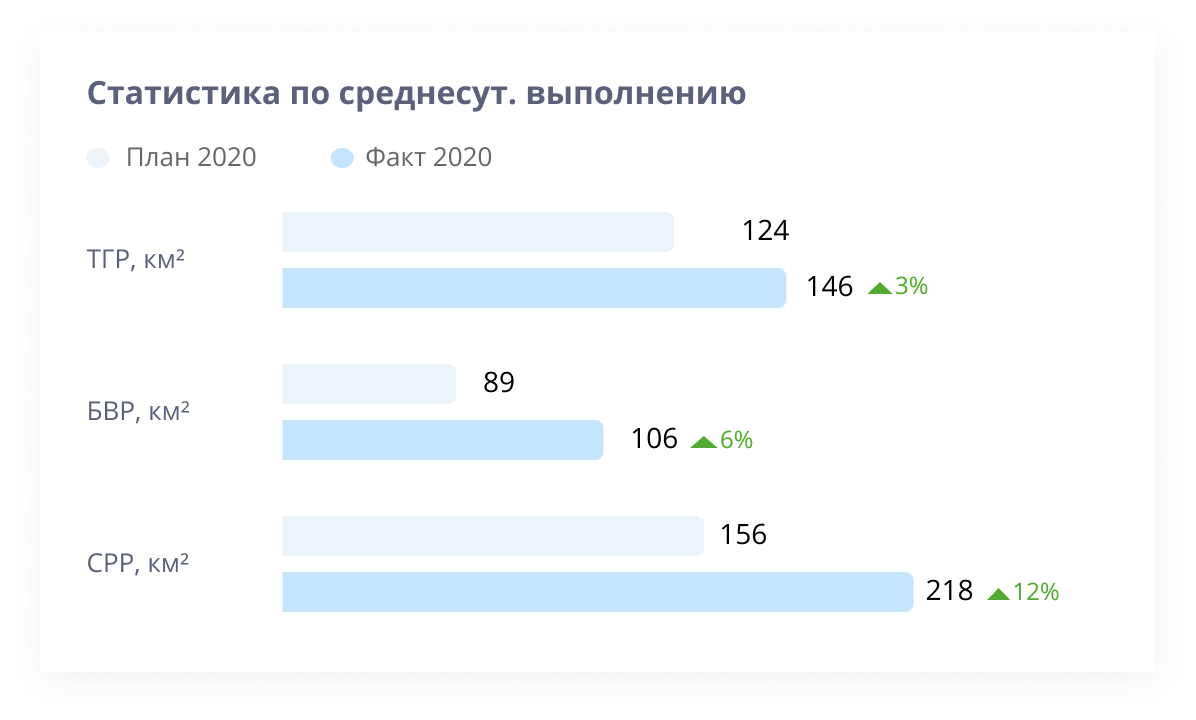 Статистика по среднесут. выполнению
План 2020 Факт 2020
124
ТГР, км²
146 3%
89
БВР, км²
106 6%
156
СРР, км²
218 12%